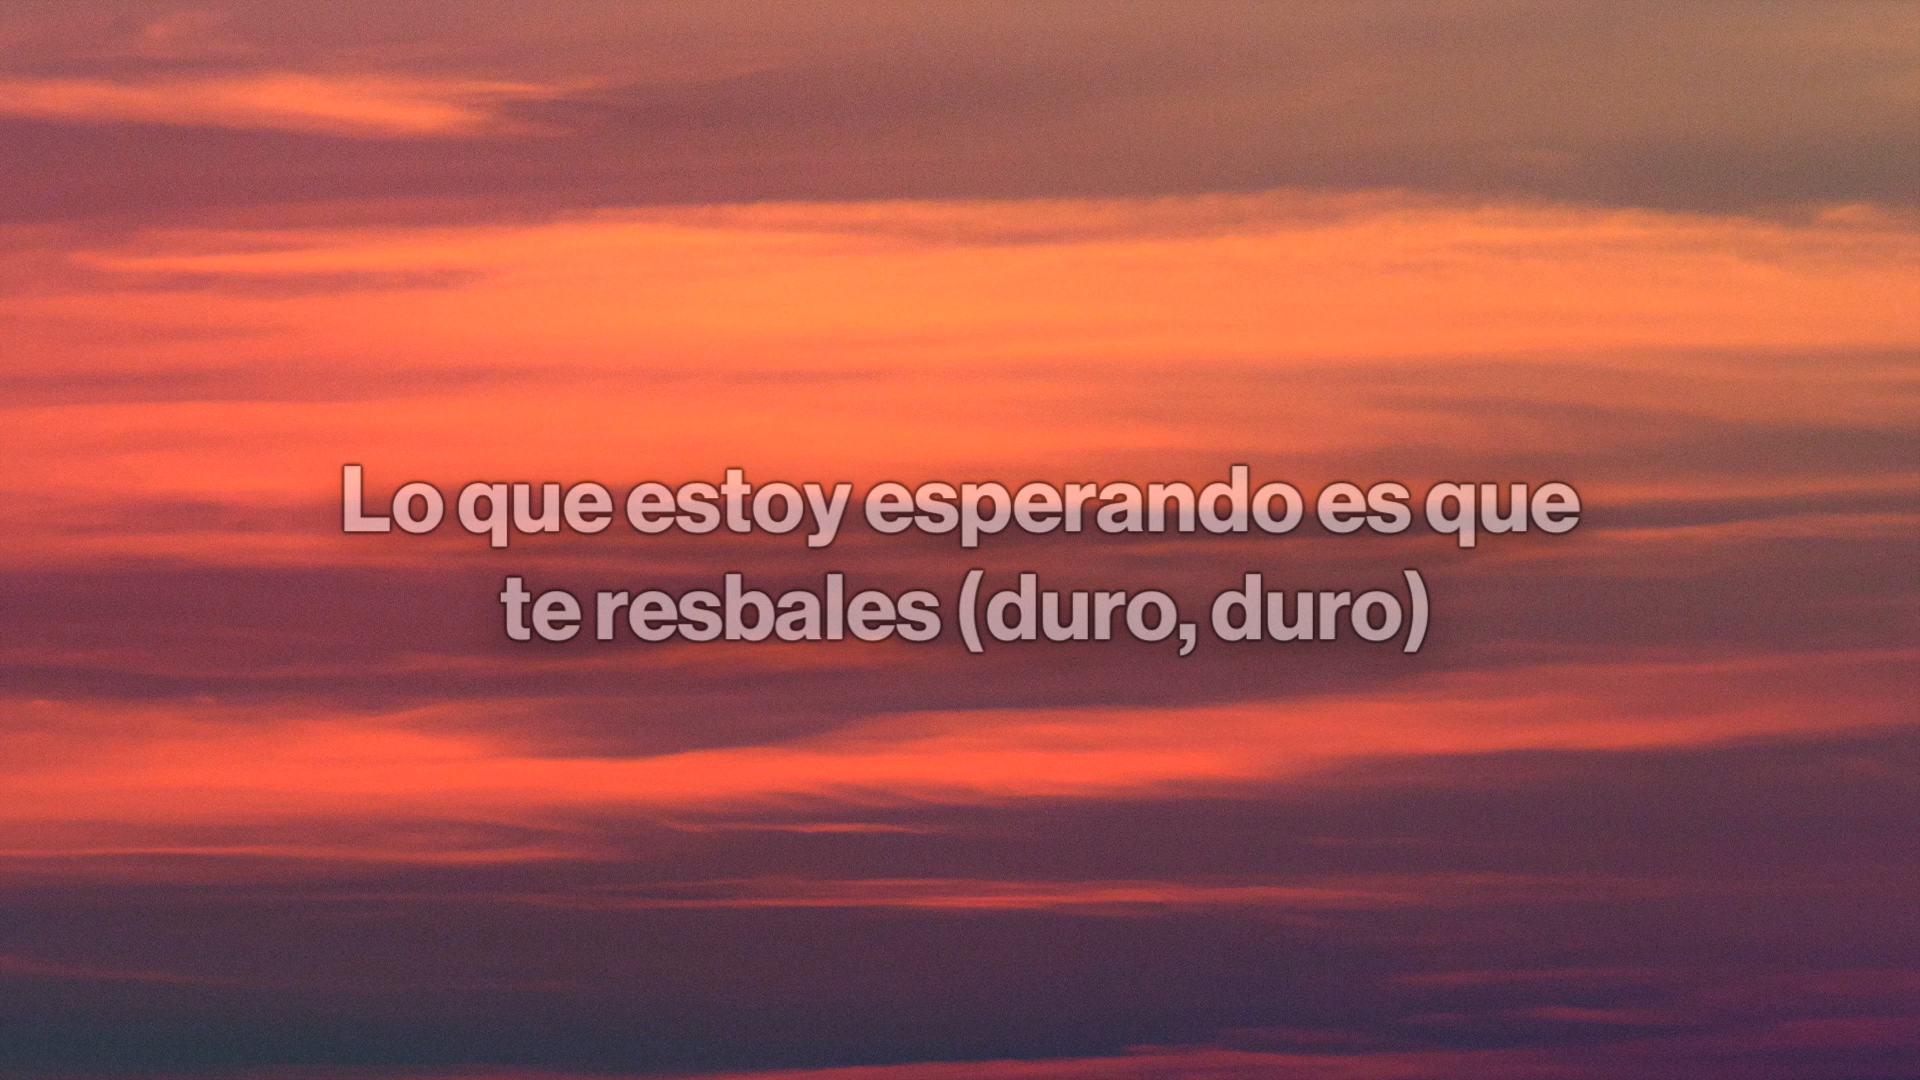 Lo que estoy esperando es que
te resbales (duro, duro)